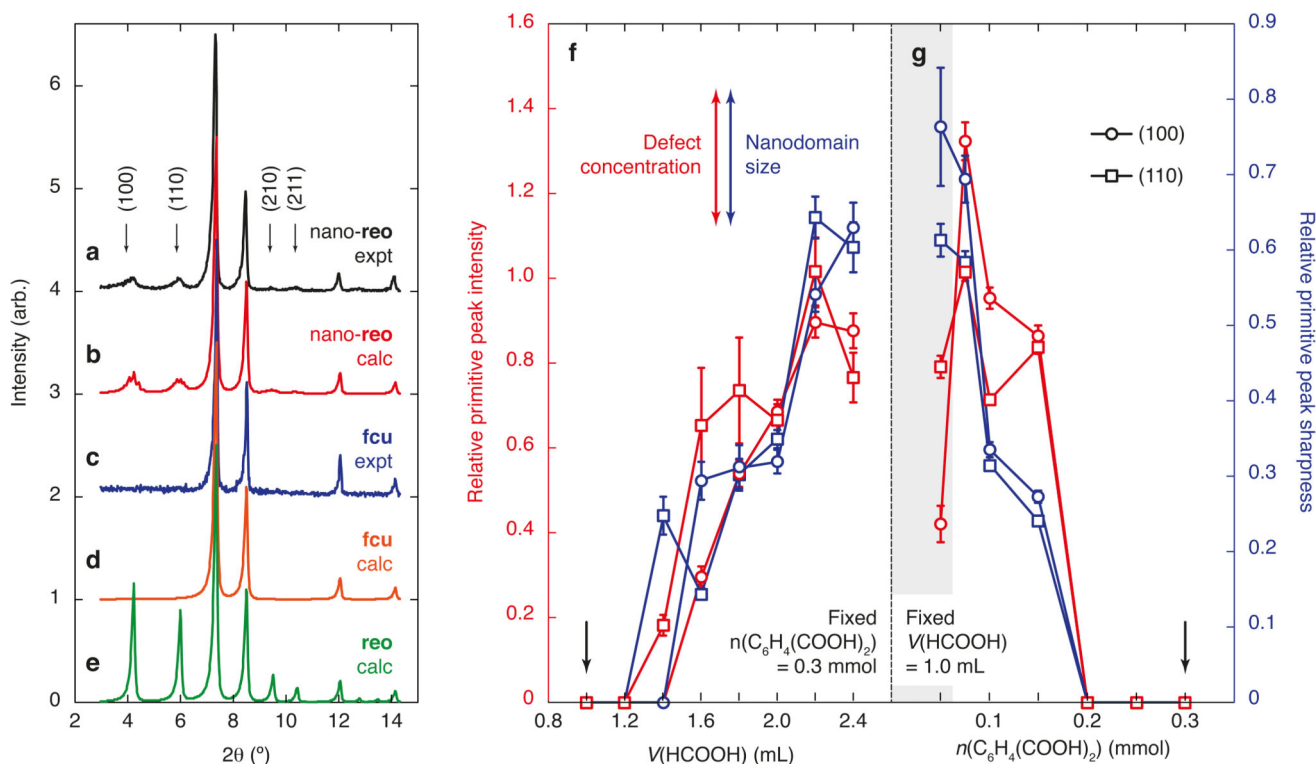 Intensity (arb.)
6
5
4
3
2
1
0
(100)
(110)
(210)
(211)
a
nano-reo
expt
b
nano-reo
calc
c
fcu
expt
d
fcu
calc
e
reo
calc
2
4
6
8
10
12
14
2θ (º)
Relative primitive peak intensity
1.6
1.4
1.2
1.0
0.8
0.6
0.4
0.2
0
f
Defect
concentration
Nanodomain
size
Fixed
n(C6H4(COOH)2)
= 0.3 mmol
0.8
1.2
1.6
2.0
2.4
V(HCOOH) (mL)
g
(100)
(110)
Fixed
V(HCOOH)
= 1.0 mL
0.1
0.2
0.3
n(C6H4(COOH)2) (mmol)
0.9
0.8
0.7
0.6
0.5
0.4
0.3
0.2
0.1
0
Relative primitive peak sharpness